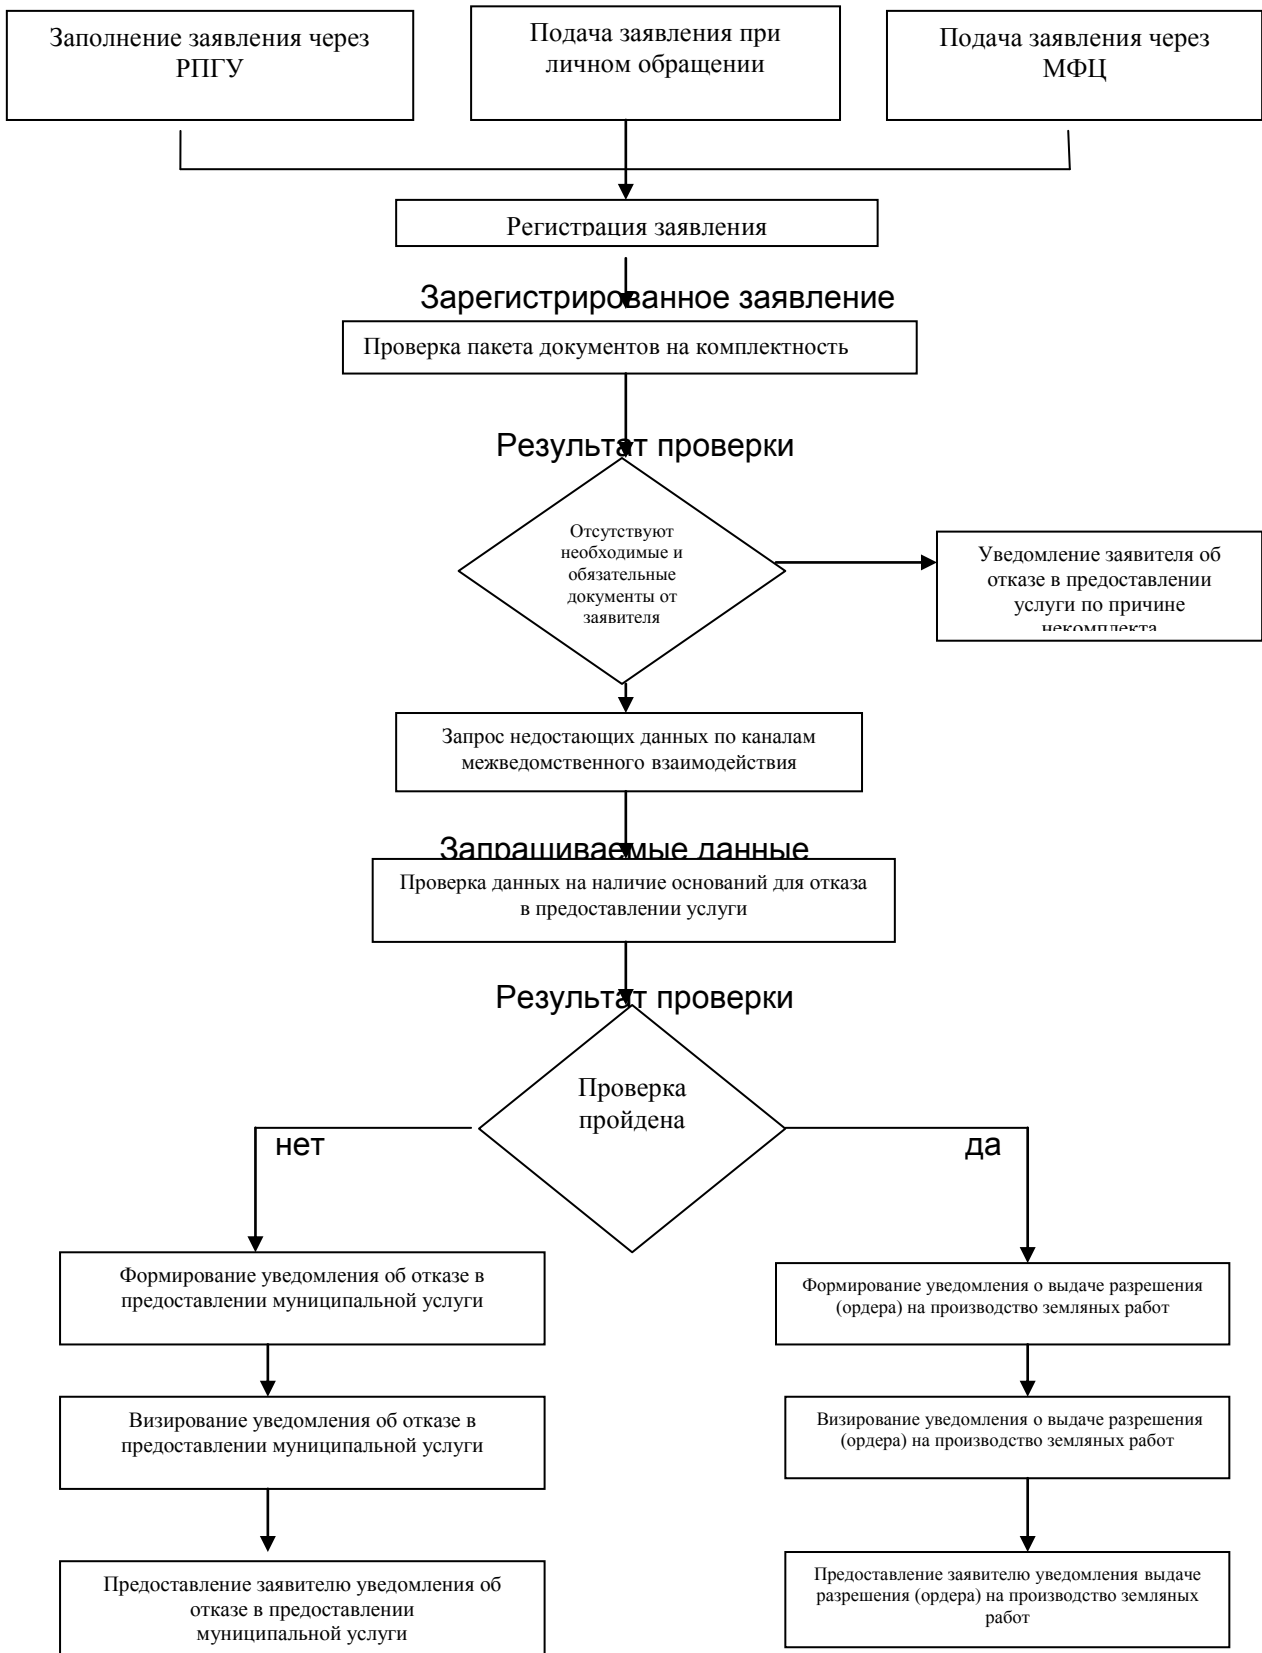 Заполнение заявления через
РПГУ
Подача заявления при
личном обращении
Подача заявления через
МФЦ
Регистрация заявления
Зарегистрированное заявление
Проверка пакета документов на комплектность
Результат проверки
Отсутствуют
необходимые и
обязательные
документы от
заявителя
Уведомление заявителя об
отказе в предоставлении
услуги по причине
некомплекта
Запрос недостающих данных по каналам
межведомственного взаимодействия
Запрашиваемые данные
Проверка данных на наличие оснований для отказа
в предоставлении услуги
Результат проверки
Проверка
пройдена
нет
да
Формирование уведомления об отказе в
предоставлении муниципальной услуги
Формирование уведомления о выдаче разрешения
(ордера) на производство земляных работ
Визирование уведомления об отказе в
предоставлении муниципальной услуги
Визирование уведомления о выдаче разрешения
(ордера) на производство земляных работ
Предоставление заявителю уведомления об
отказе в предоставлении
муниципальной услуги
Предоставление заявителю уведомления выдаче
разрешения (ордера) на производство земляных
работ